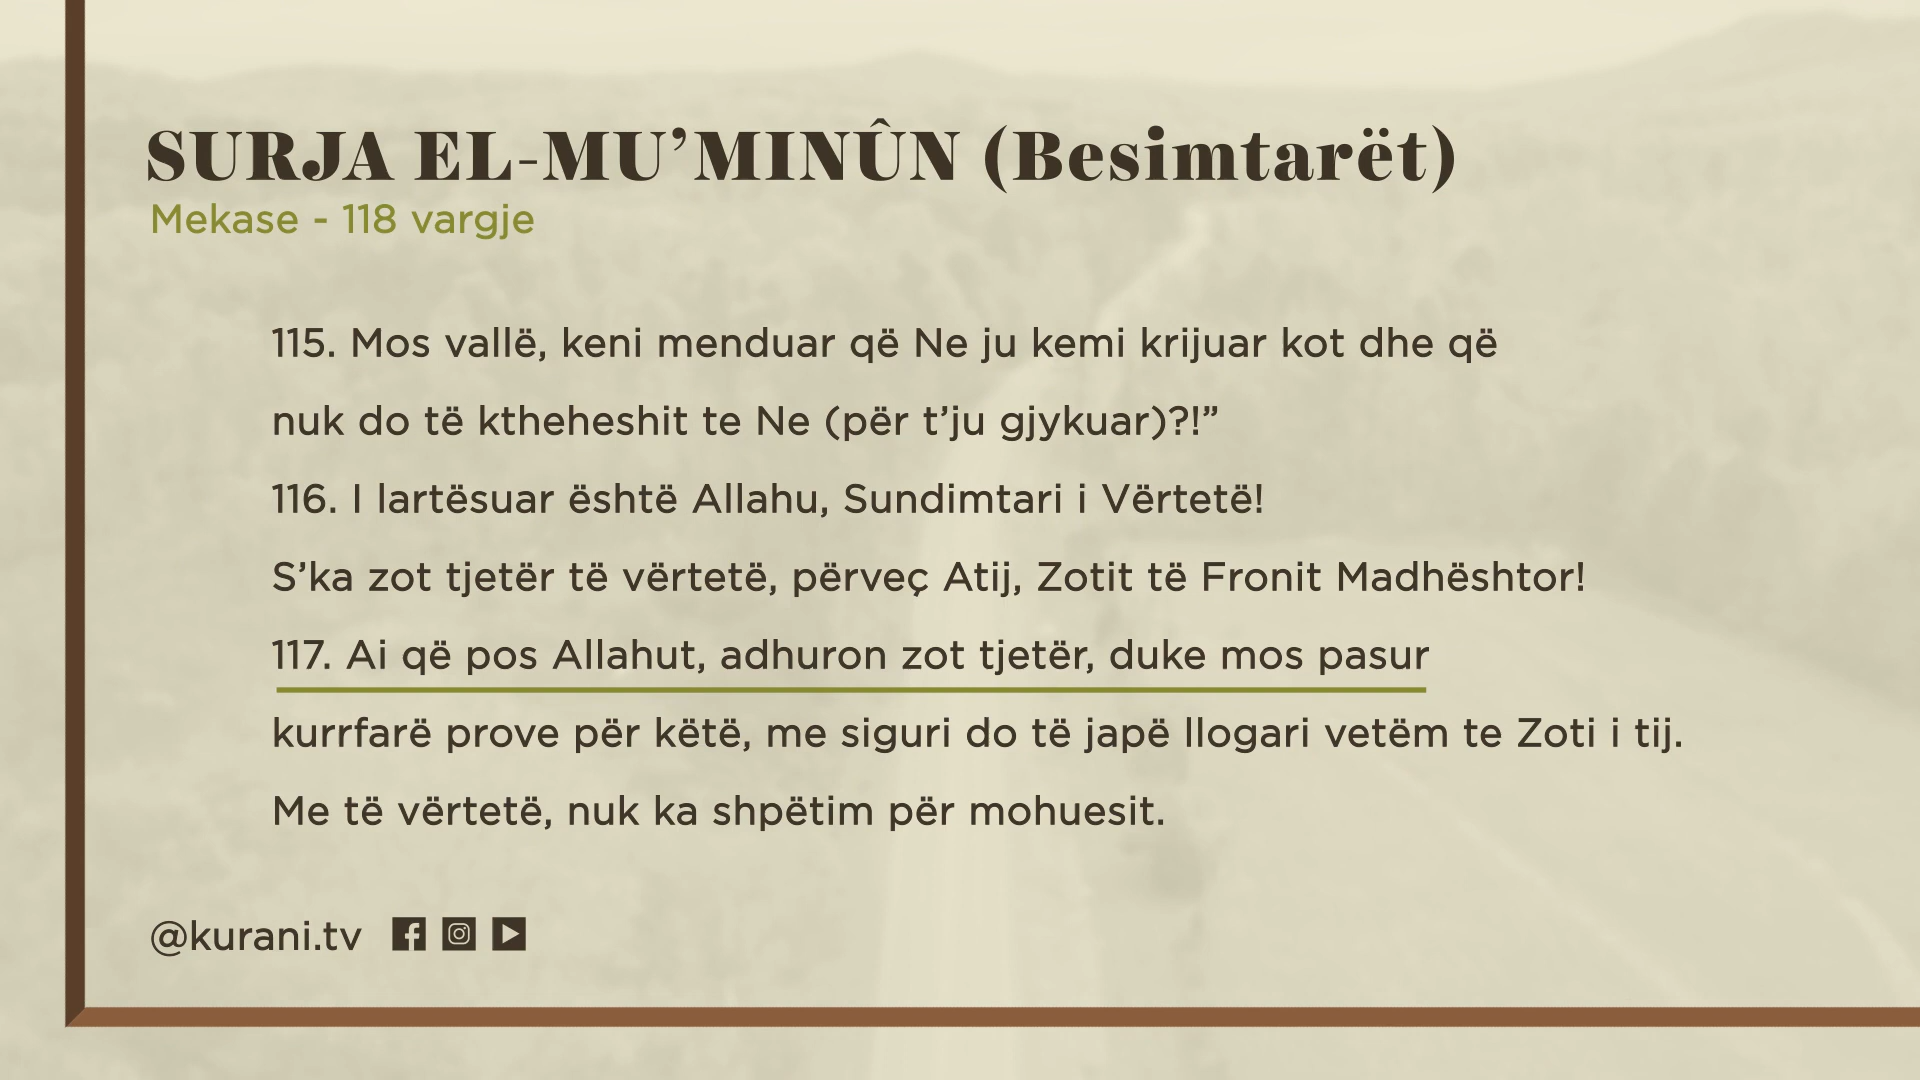 SURJA EL-MU’MINÛN (Besimtarët)
Mekase - 118 vargje
115. Mos vallë, keni menduar që Ne ju kemi krijuar kot dhe që
nuk do të ktheheshit te Ne (për t’ju gjykuar)?!”
116. I lartësuar është Allahu, Sundimtari i Vërtetë!
S’ka zot tjetër të vërtetë, përveç Atij, Zotit të Fronit Madhështor!
117. Ai që pos Allahut, adhuron zot tjetër, duke mos pasur
kurrfarë prove për këtë, me siguri do të japë llogari vetëm te Zoti i tij.
Me të vërtetë, nuk ka shpëtim për mohuesit.
@kurani.tv